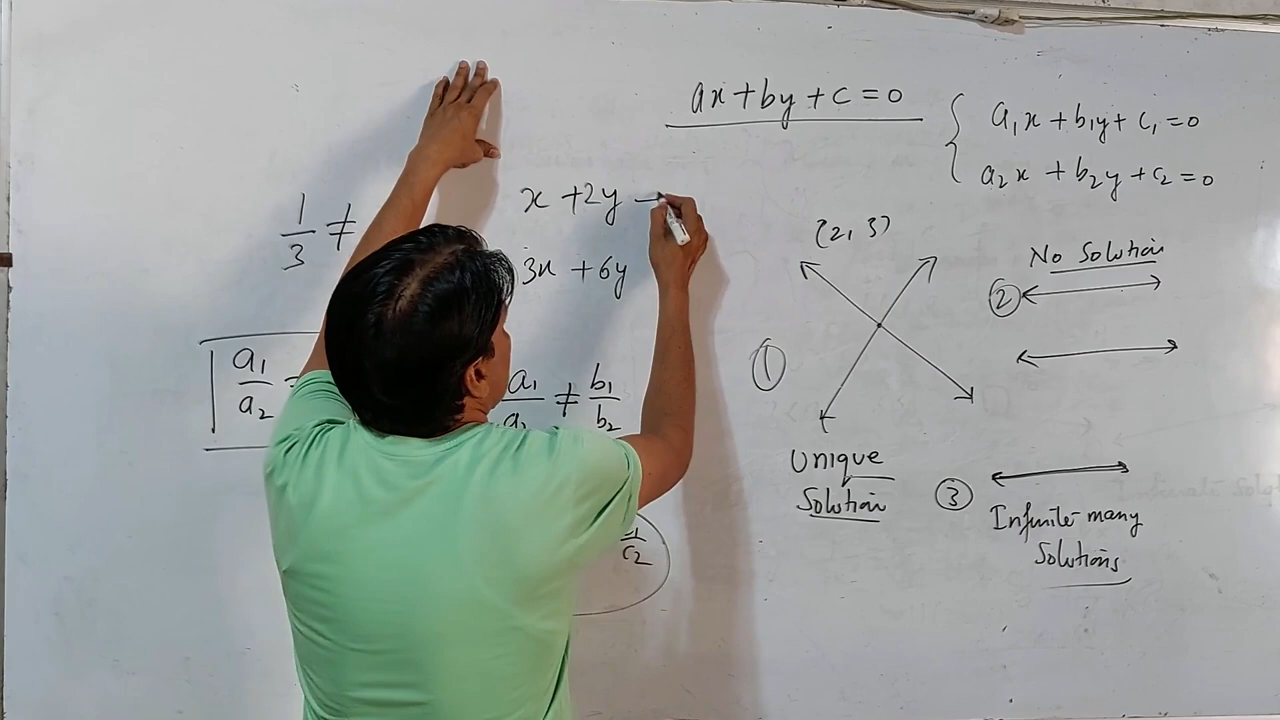 ax+by+c=0
a₁x+b₁y+c₁=0
a₂x+b₂y+c₂=0
1/3 ≠
x+2y –
3x+6y
a₁/a₂
a₁/a₂ ≠ b₁/b₂
c₂
(2, 3)
①
Unique
Solution
No Solution
②
③
Infinite many
Solutions